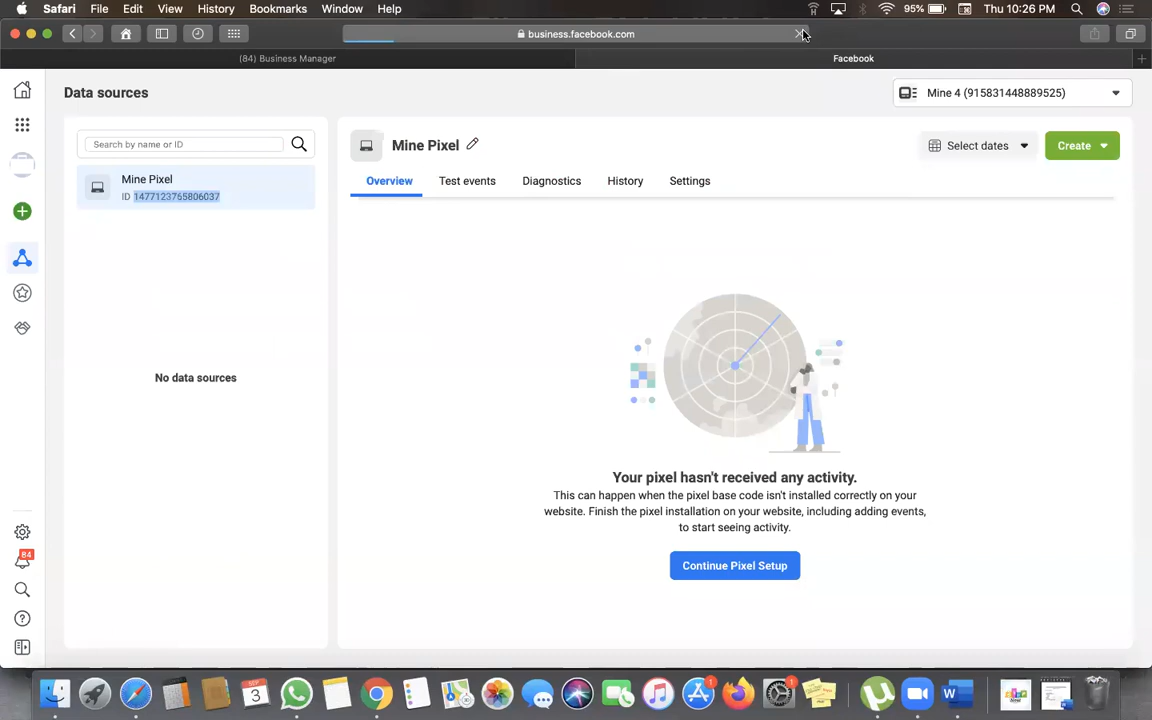 Safari File Edit View History Bookmarks Window Help 95% Thu 10:26 PM
business.facebook.com
(84) Business Manager Facebook
Data sources Mine 4 (915831448889525)
Search by name or ID
Mine Pixel
ID 1477123765806037
No data sources
Mine Pixel Select dates Create
Overview Test events Diagnostics History Settings
Your pixel hasn't received any activity.
This can happen when the pixel base code isn't installed correctly on your
website. Finish the pixel installation on your website, including adding events,
to start seeing activity.
Continue Pixel Setup
84
SEP
3
1
1
W